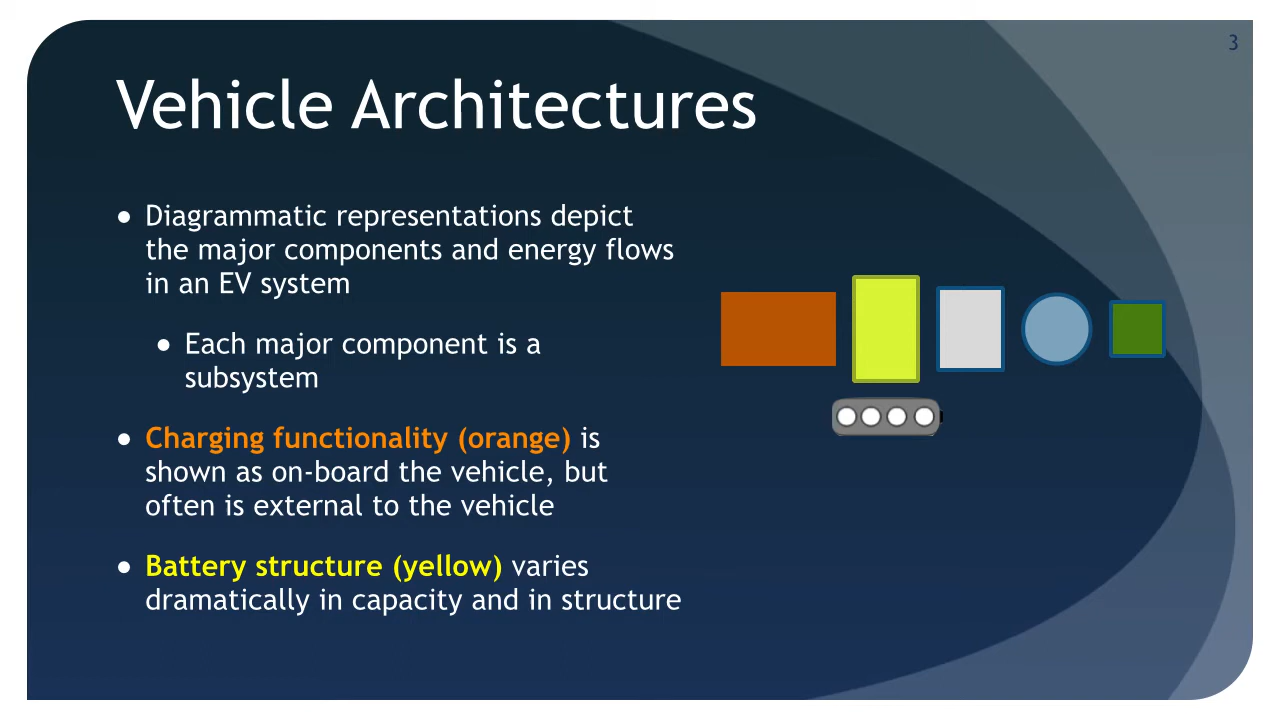 3
Vehicle Architectures
● Diagrammatic representations depict
the major components and energy flows
in an EV system
● Each major component is a
subsystem
● Charging functionality (orange) is
shown as on-board the vehicle, but
often is external to the vehicle
● Battery structure (yellow) varies
dramatically in capacity and in structure